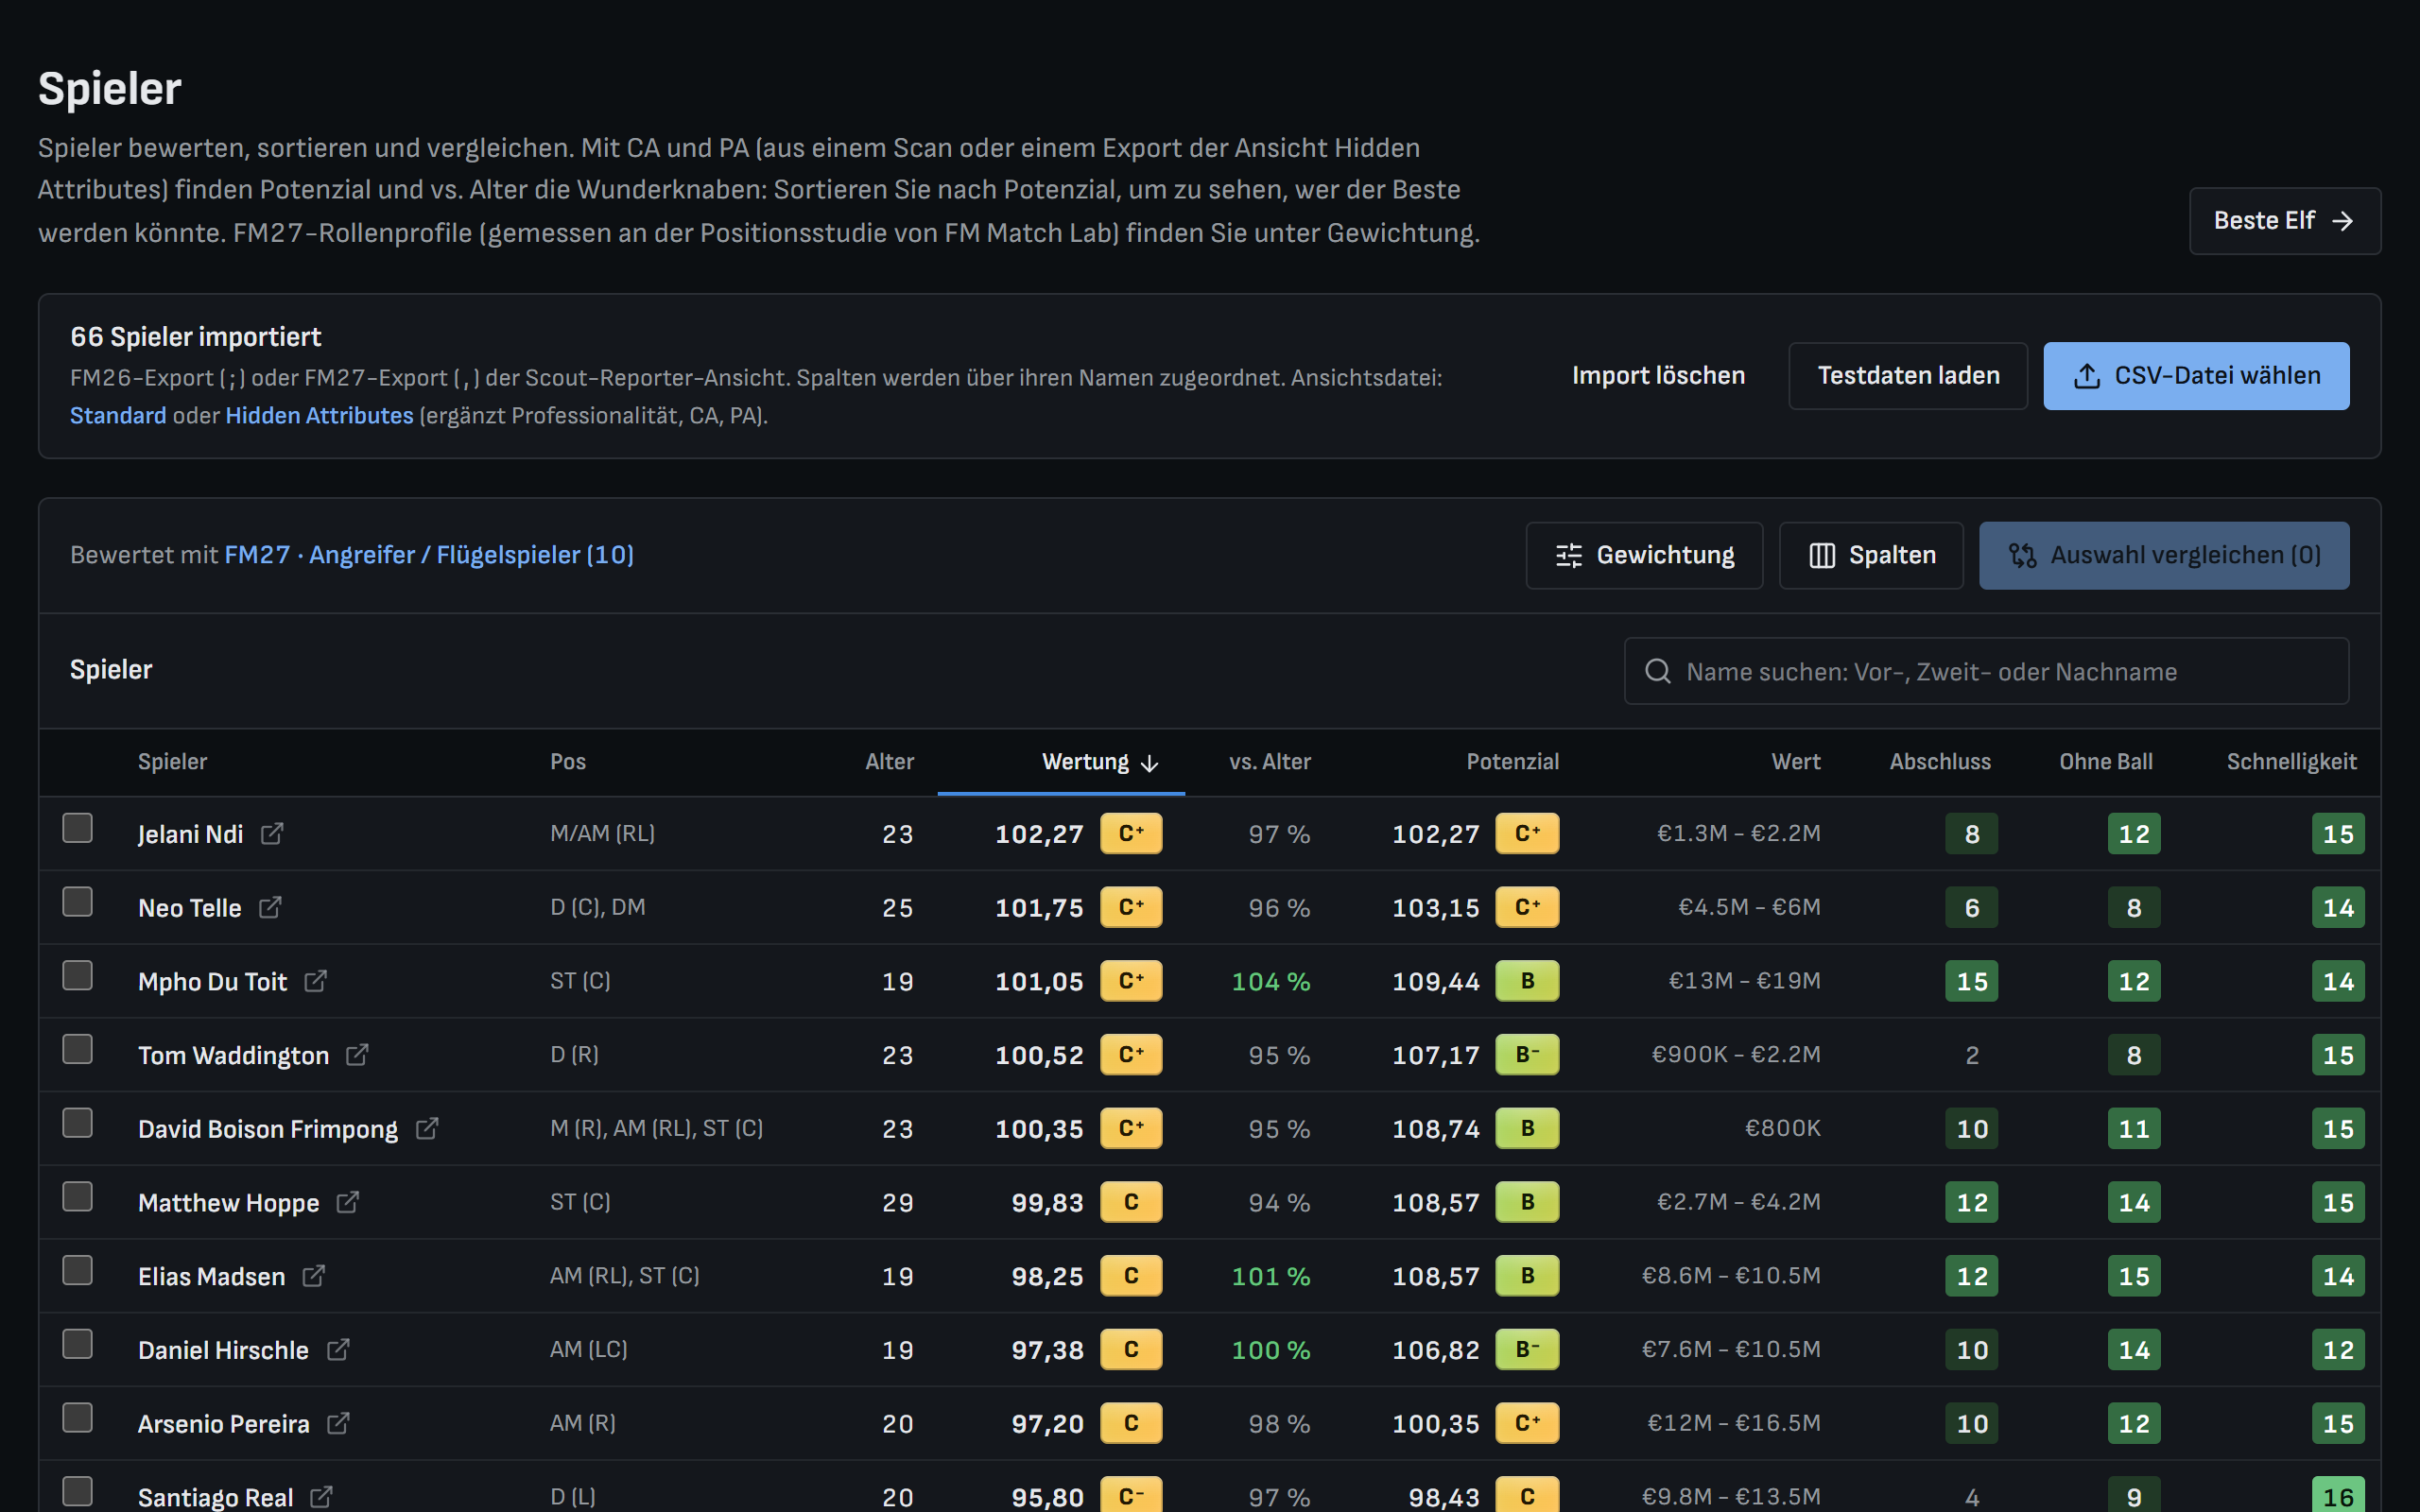 Spieler
Spieler bewerten, sortieren und vergleichen. Mit CA und PA (aus einem Scan oder einem Export der Ansicht Hidden
Attributes) finden Potenzial und vs. Alter die Wunderknaben: Sortieren Sie nach Potenzial, um zu sehen, wer der Beste
werden könnte. FM27-Rollenprofile (gemessen an der Positionsstudie von FM Match Lab) finden Sie unter Gewichtung.
Beste Elf →
66 Spieler importiert
FM26-Export (;) oder FM27-Export (,) der Scout-Reporter-Ansicht. Spalten werden über ihren Namen zugeordnet. Ansichtsdatei:
Standard oder Hidden Attributes (ergänzt Professionalität, CA, PA).
Import löschen Testdaten laden CSV-Datei wählen
Bewertet mit FM27 · Angreifer / Flügelspieler (10) Gewichtung Spalten Auswahl vergleichen (0)
Spieler Name suchen: Vor-, Zweit- oder Nachname
Spieler Pos Alter Wertung ↓ vs. Alter Potenzial Wert Abschluss Ohne Ball Schnelligkeit
Jelani Ndi M/AM (RL) 23 102,27 C+ 97 % 102,27 C+ €1.3M - €2.2M 8 12 15
Neo Telle D (C), DM 25 101,75 C+ 96 % 103,15 C+ €4.5M - €6M 6 8 14
Mpho Du Toit ST (C) 19 101,05 C+ 104 % 109,44 B €13M - €19M 15 12 14
Tom Waddington D (R) 23 100,52 C+ 95 % 107,17 B- €900K - €2.2M 2 8 15
David Boison Frimpong M (R), AM (RL), ST (C) 23 100,35 C+ 95 % 108,74 B €800K 10 11 15
Matthew Hoppe ST (C) 29 99,83 C 94 % 108,57 B €2.7M - €4.2M 12 14 15
Elias Madsen AM (RL), ST (C) 19 98,25 C 101 % 108,57 B €8.6M - €10.5M 12 15 14
Daniel Hirschle AM (LC) 19 97,38 C 100 % 106,82 B- €7.6M - €10.5M 10 14 12
Arsenio Pereira AM (R) 20 97,20 C 98 % 100,35 C+ €12M - €16.5M 10 12 15
Santiago Real D (L) 20 95,80 C- 97 % 98,43 C €9.8M - €13.5M 4 9 16